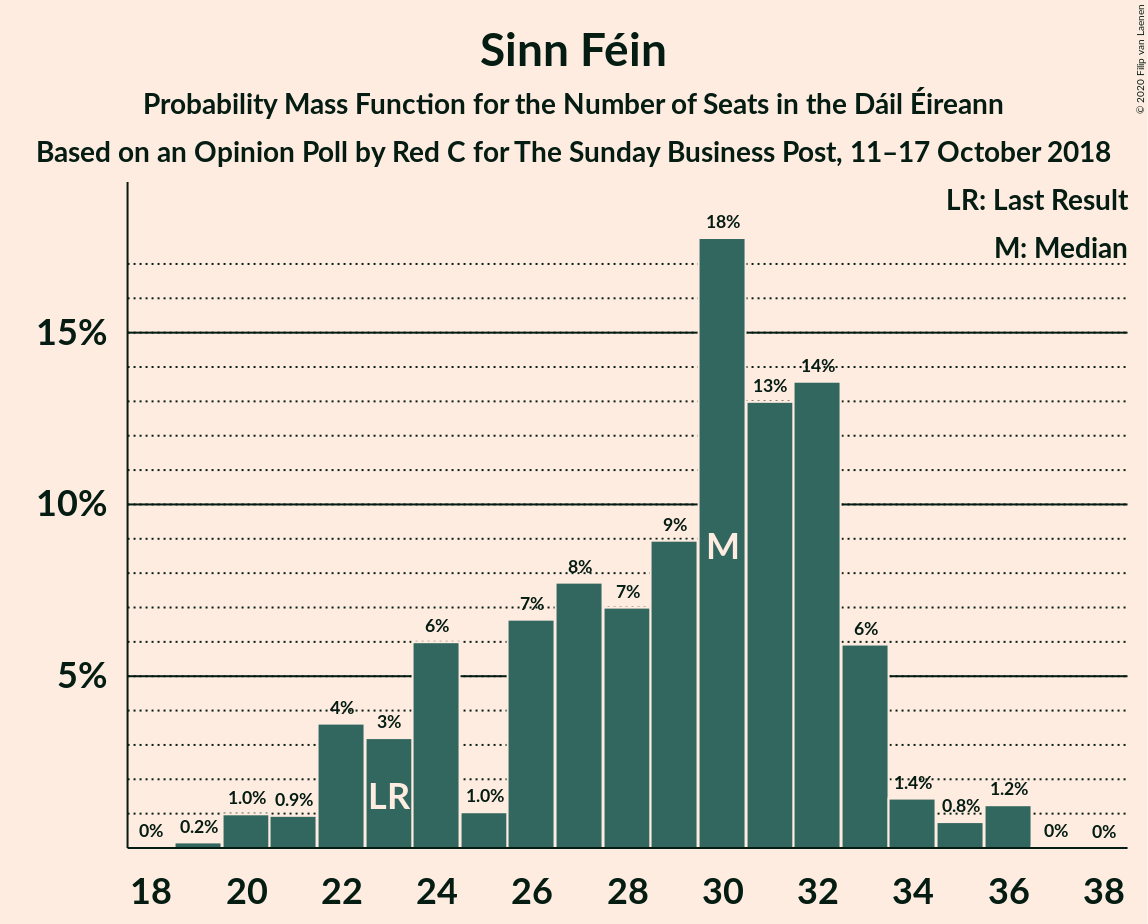 Sinn Féin
Probability Mass Function for the Number of Seats in the Dáil Éireann
Based on an Opinion Poll by Red C for The Sunday Business Post, 11–17 October 2018
© 2020 Filip van Laenen
LR: Last Result
M: Median
15%
10%
5%
0%
0.2%
1.0%
0.9%
4%
3%
6%
1.0%
7%
8%
7%
9%
18%
13%
14%
6%
1.4%
0.8%
1.2%
0%
0%
LR
M
18 20 22 24 26 28 30 32 34 36 38